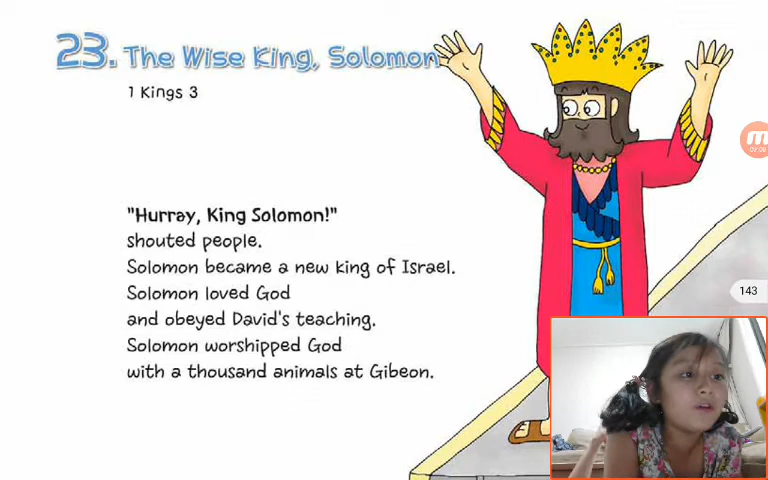 23. The Wise King, Solomon
1 Kings 3
"Hurray, King Solomon!"
shouted people.
Solomon became a new king of Israel.
Solomon loved God
and obeyed David's teaching.
Solomon worshipped God
with a thousand animals at Gibeon.
143